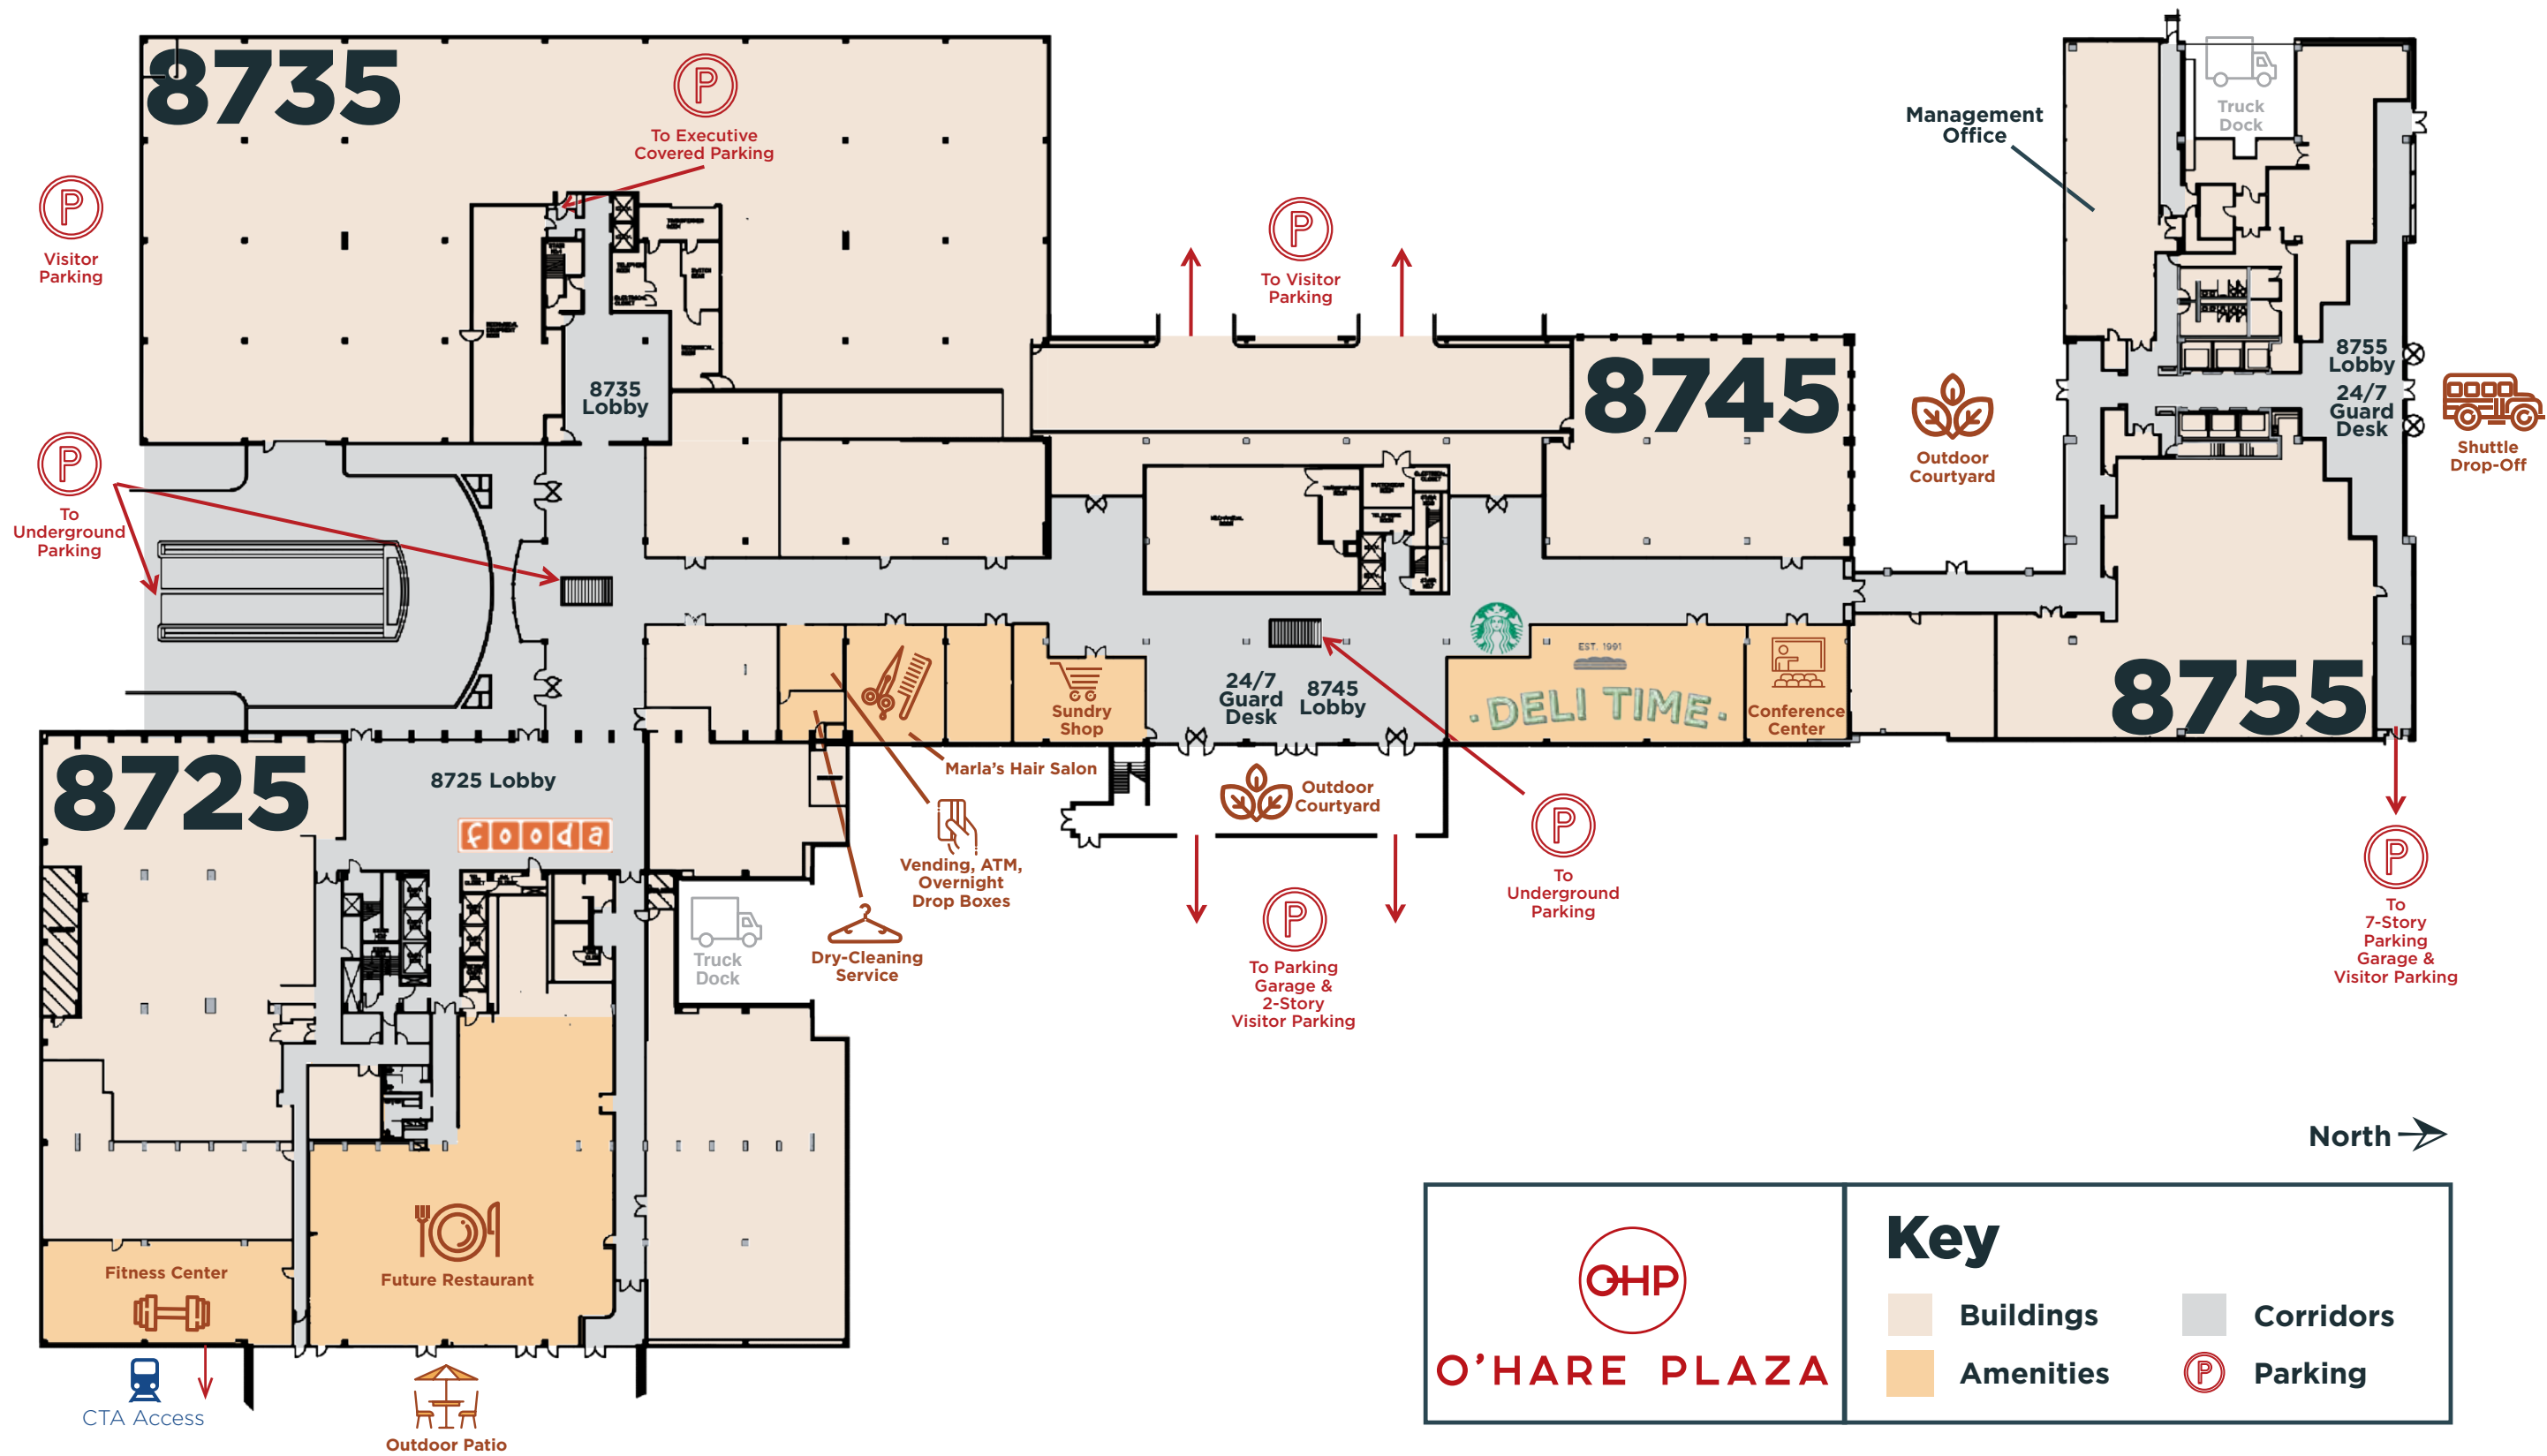 8735
To Executive
Covered Parking
Visitor
Parking
8735
Lobby
To
Underground
Parking
To Visitor
Parking
8745
Management
Office
Truck
Dock
Outdoor
Courtyard
8755
Lobby
24/7
Guard
Desk
Shuttle
Drop-Off
8725
8725 Lobby
fooda
Sundry
Shop
Marla's Hair Salon
Vending, ATM,
Overnight
Drop Boxes
Dry-Cleaning
Service
Truck
Dock
24/7
Guard
Desk
8745
Lobby
EST. 1991
DELI TIME
Conference
Center
8755
Outdoor
Courtyard
To Parking
Garage &
2-Story
Visitor Parking
To
Underground
Parking
To
7-Story
Parking
Garage &
Visitor Parking
Fitness Center
Future Restaurant
CTA Access
Outdoor Patio
North
OHP
O'HARE PLAZA
Key
Buildings
Corridors
Amenities
Parking